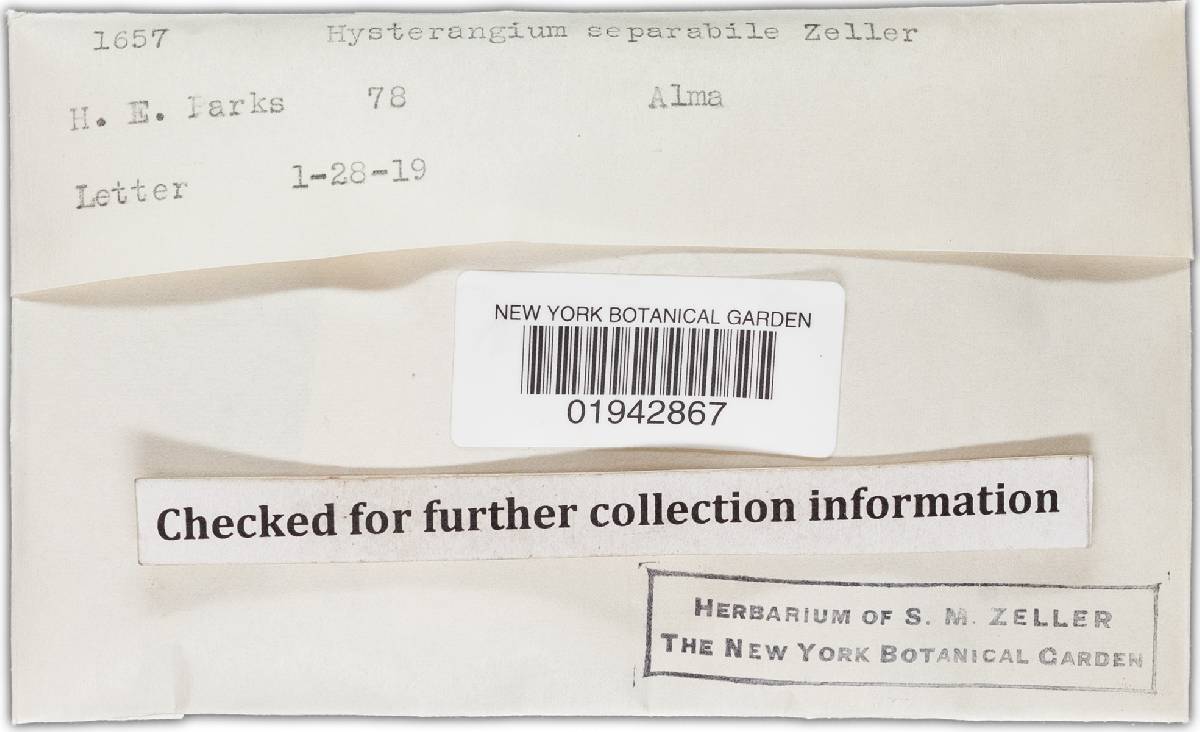 1657 Hysterangium separabile Zeller
H. E. Parks 78 Alma
Letter 1-28-19
NEW YORK BOTANICAL GARDEN
01942867
Checked for further collection information
HERBARIUM OF S. M. ZELLER
THE NEW YORK BOTANICAL GARDEN